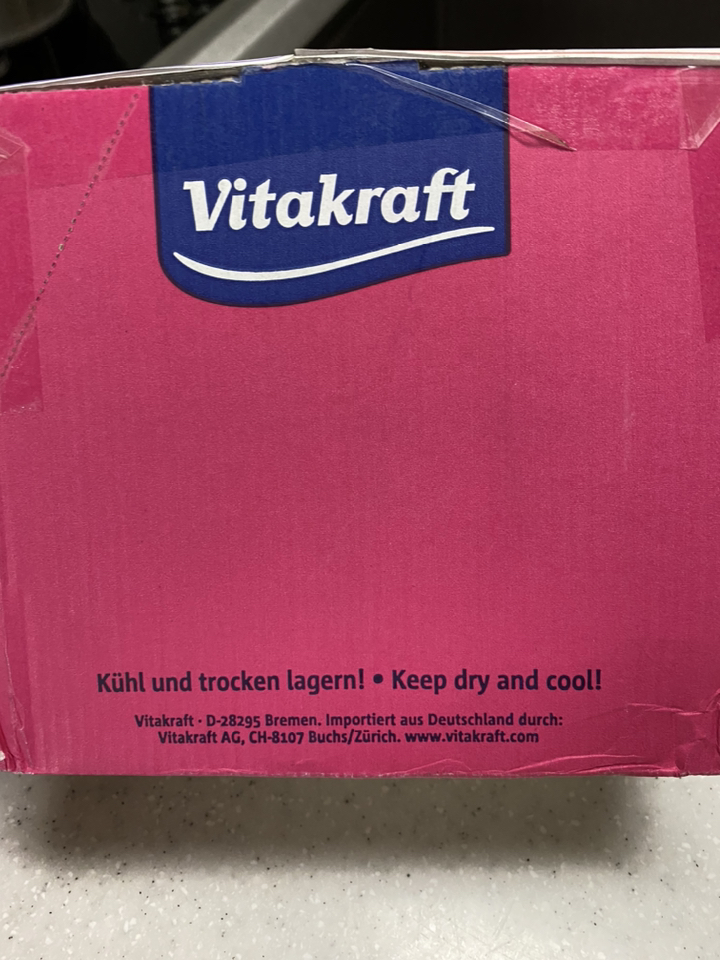 Vitakraft
Kühl und trocken lagern! • Keep dry and cool!
Vitakraft · D-28295 Bremen. Importiert aus Deutschland durch:
Vitakraft AG, CH-8107 Buchs/Zürich. www.vitakraft.com